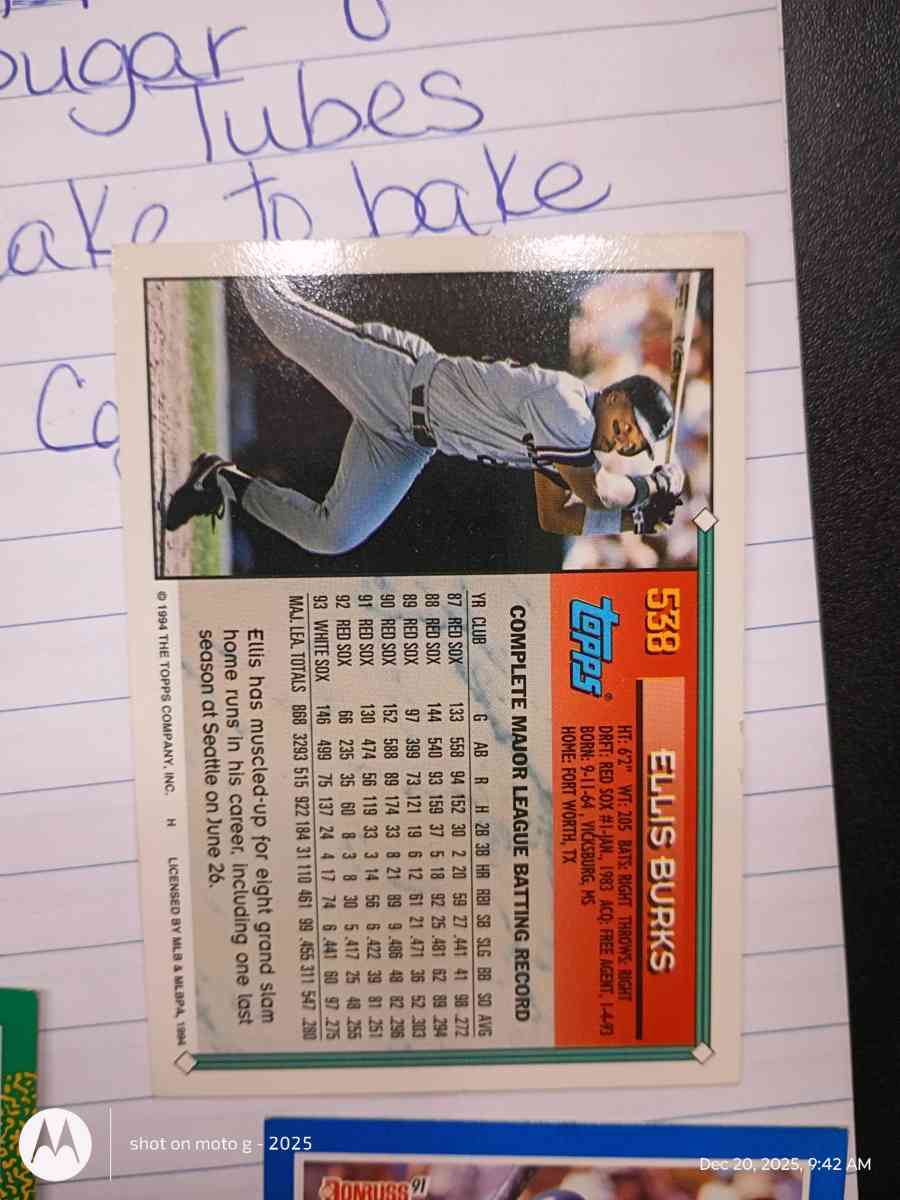 ougar
Tubes
ake to bake
538
ELLIS BURKS
TOPPS®
HT: 6'2" WT: 205 BATS: RIGHT THROWS: RIGHT
DRFT: RED SOX #1-JAN., 1983 ACQ: FREE AGENT, 1-4-93
BORN: 9-11-64, VICKSBURG, MS
HOME: FORT WORTH, TX
COMPLETE MAJOR LEAGUE BATTING RECORD
YR CLUB G AB R H 2B 3B HR RBI SB SLG BB SO AVG
87 RED SOX 133 558 94 152 30 2 20 59 27 .441 41 98 .272
88 RED SOX 144 540 93 159 37 5 18 92 25 .481 62 89 .294
89 RED SOX 97 399 73 121 19 6 12 61 21 .471 36 52 .303
90 RED SOX 152 588 89 174 33 8 21 89 9 .486 48 82 .296
91 RED SOX 130 474 56 119 33 3 14 56 6 .422 39 81 .251
92 RED SOX 66 235 35 60 8 3 8 30 5 .417 25 48 .255
93 WHITE SOX 146 499 75 137 24 4 17 74 6 .441 60 97 .275
MAJ. LEA. TOTALS 868 3293 515 922 184 31 110 461 99 .455 311 547 .280
Ellis has muscled-up for eight grand slam
home runs in his career, including one last
season at Seattle on June 26.
© 1994 THE TOPPS COMPANY, INC. H LICENSED BY MLB & MLBPA, 1994
DONRUSS '91
shot on moto g - 2025
Dec 20, 2025, 9:42 AM